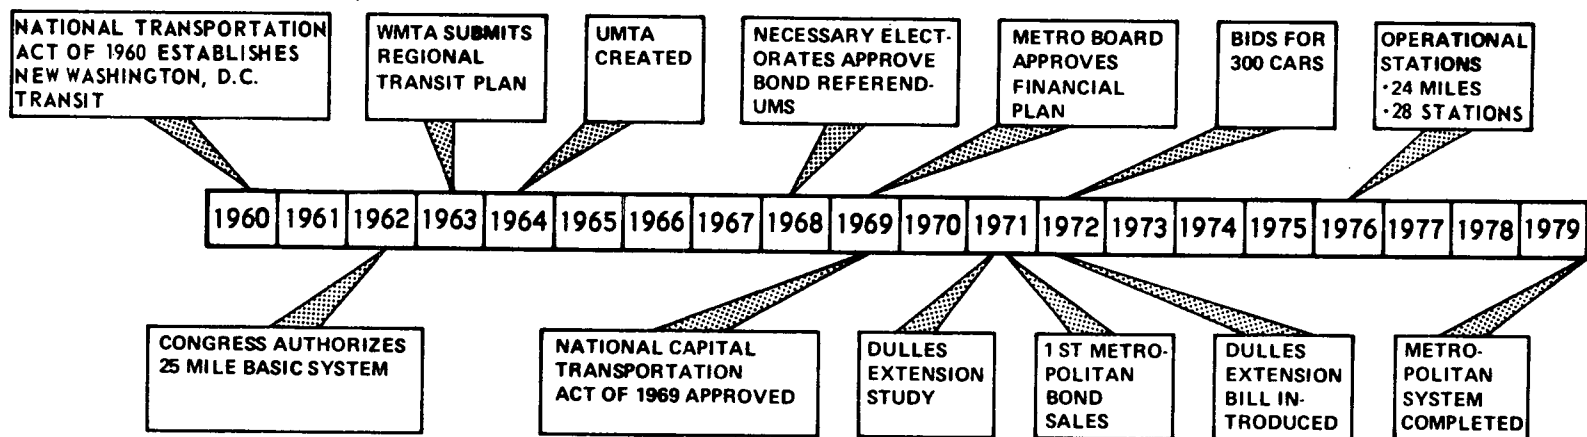 NATIONAL TRANSPORTATION
ACT OF 1960 ESTABLISHES
NEW WASHINGTON, D.C.
TRANSIT
WMTA SUBMITS
REGIONAL
TRANSIT PLAN
UMTA
CREATED
NECESSARY ELECT-
ORATES APPROVE
BOND REFEREND-
UMS
METRO BOARD
APPROVES
FINANCIAL
PLAN
BIDS FOR
300 CARS
OPERATIONAL
STATIONS
·24 MILES
·28 STATIONS
1960 1961 1962 1963 1964 1965 1966 1967 1968 1969 1970 1971 1972 1973 1974 1975 1976 1977 1978 1979
CONGRESS AUTHORIZES
25 MILE BASIC SYSTEM
NATIONAL CAPITAL
TRANSPORTATION
ACT OF 1969 APPROVED
DULLES
EXTENSION
STUDY
1 ST METRO-
POLITAN
BOND
SALES
DULLES
EXTENSION
BILL IN-
TRODUCED
METRO-
POLITAN
SYSTEM
COMPLETED